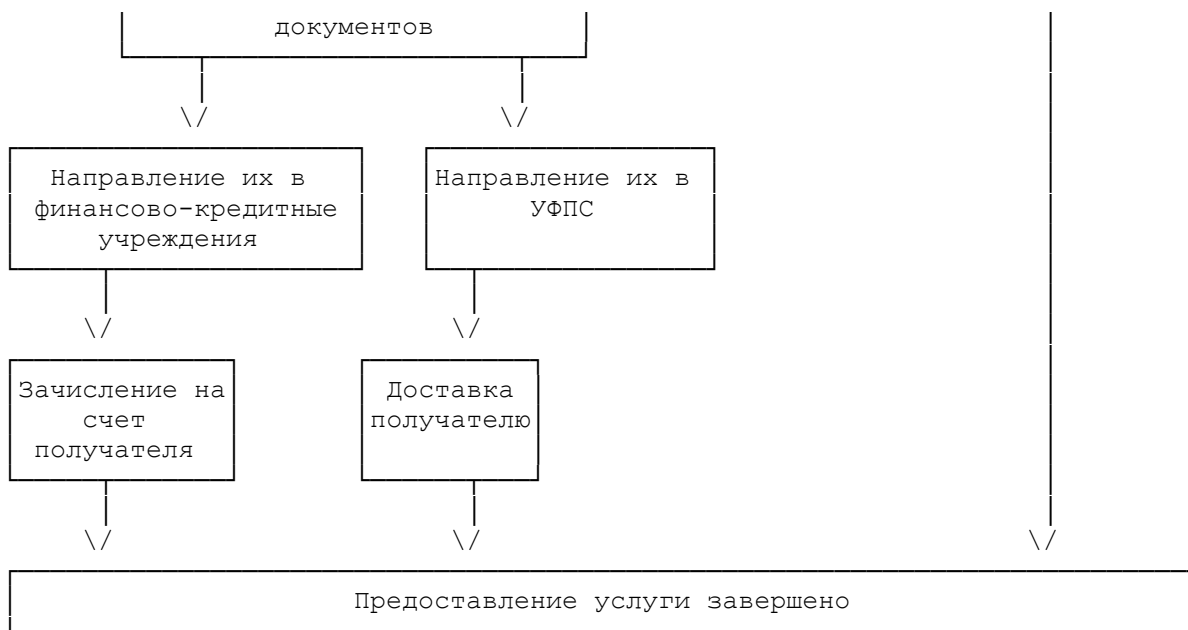 документов
Направление их в
финансово-кредитные
учреждения
Направление их в
УФПС
Зачисление на
счет
получателя
Доставка
получателю
Предоставление услуги завершено